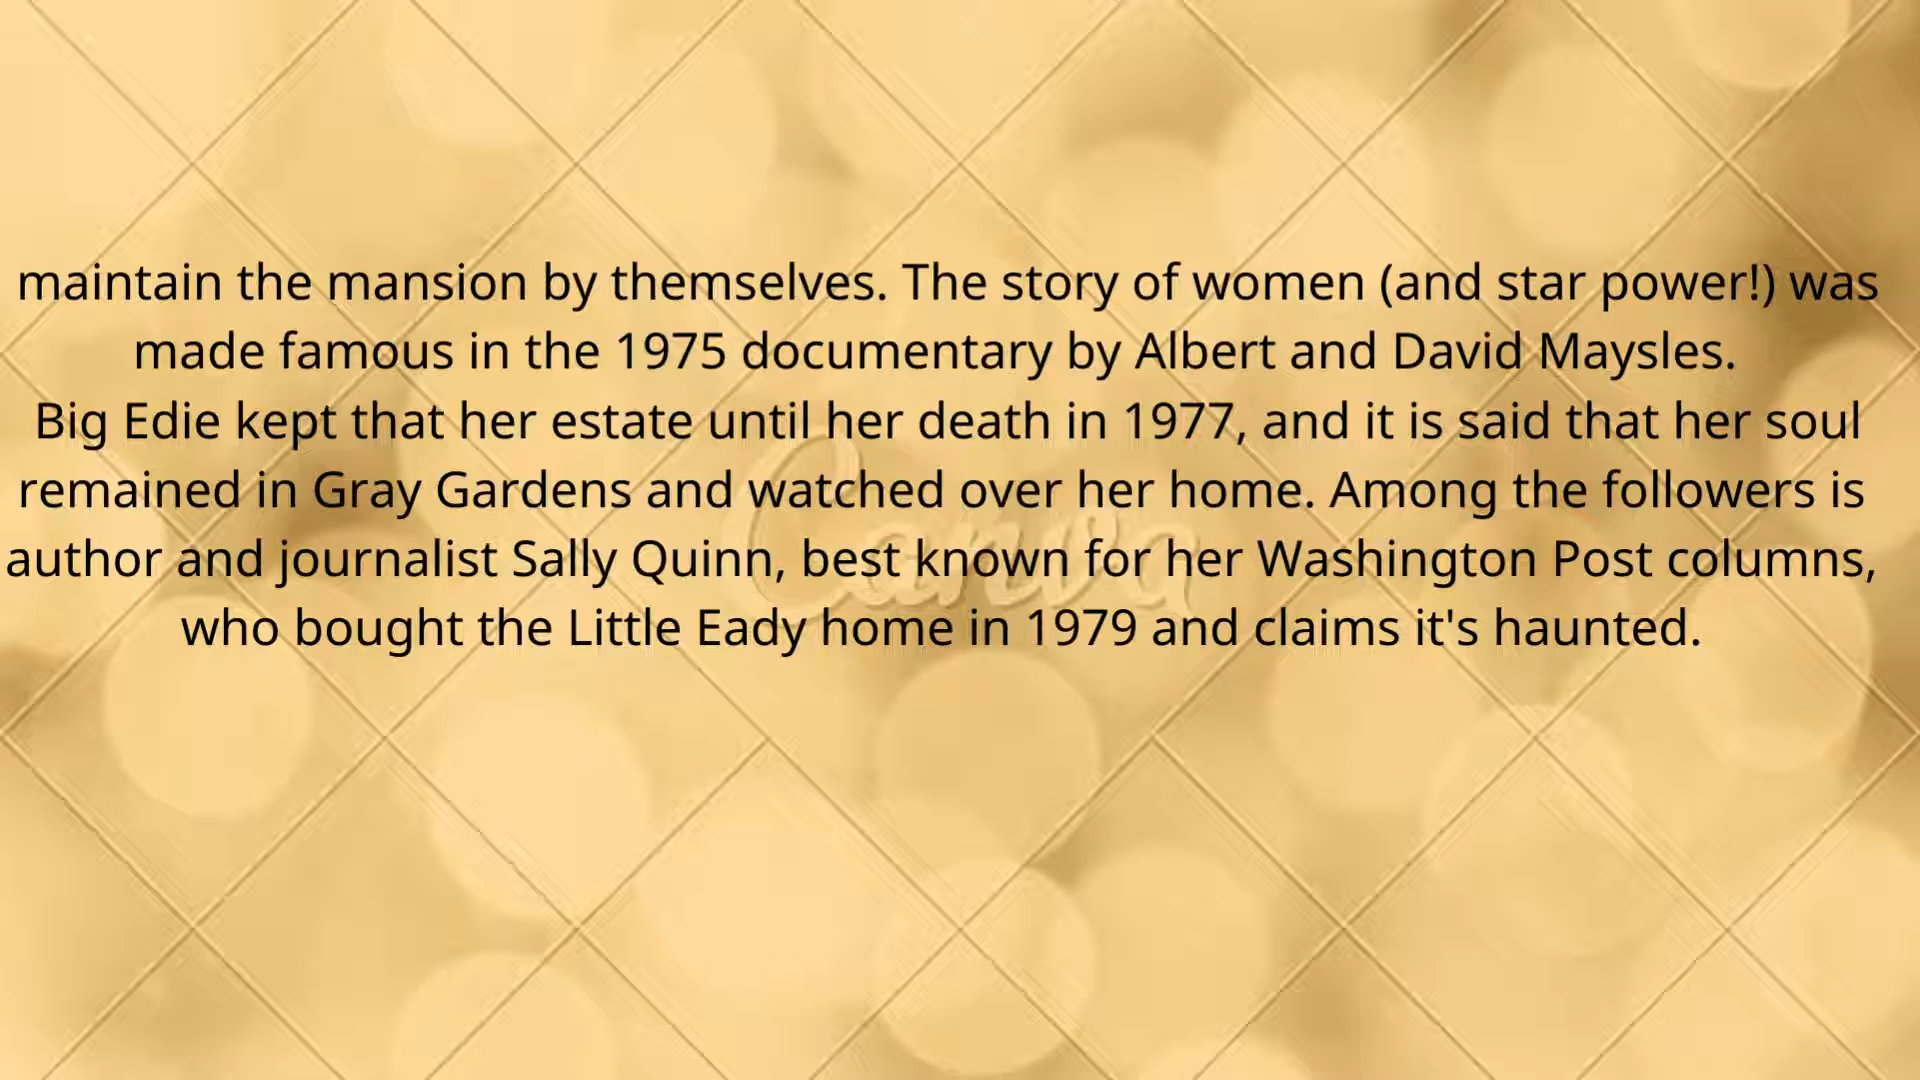 maintain the mansion by themselves. The story of women (and star power!) was
made famous in the 1975 documentary by Albert and David Maysles.
Big Edie kept that her estate until her death in 1977, and it is said that her soul
remained in Gray Gardens and watched over her home. Among the followers is
author and journalist Sally Quinn, best known for her Washington Post columns,
who bought the Little Eady home in 1979 and claims it's haunted.
Canva